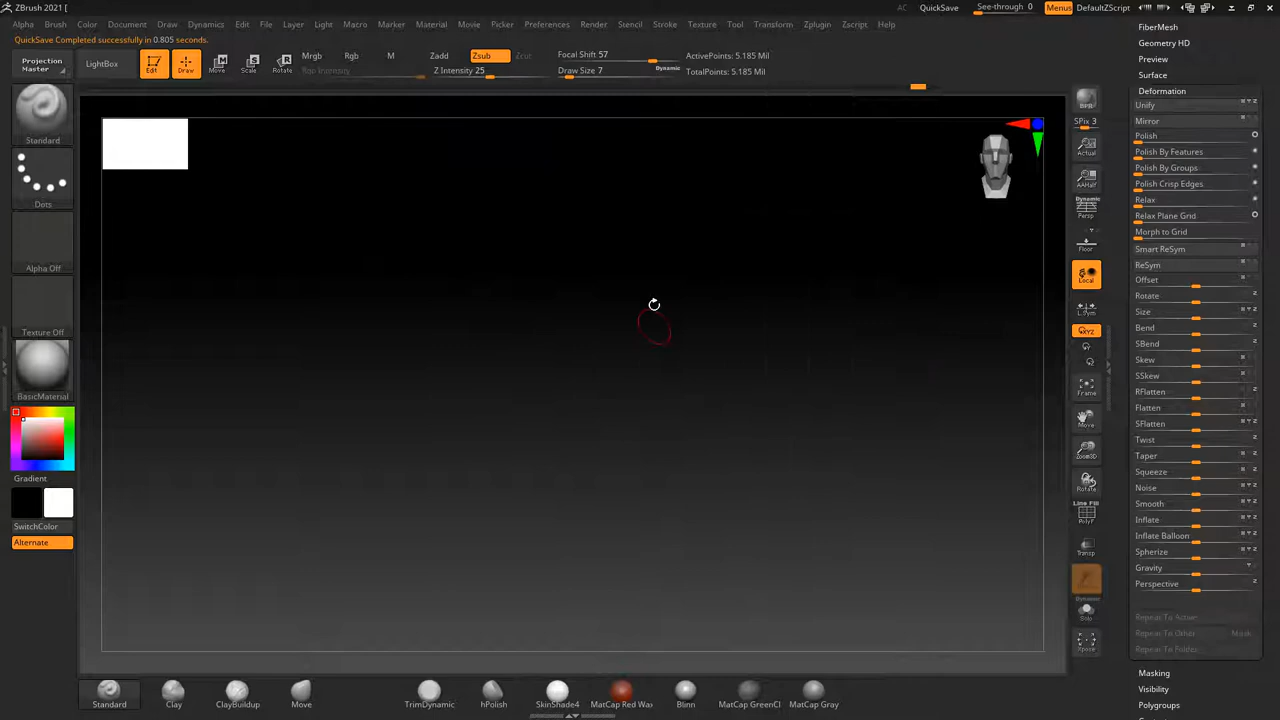 ZBrush 2021 [
AC QuickSave See-through 0 Menus DefaultZScript
Alpha Brush Color Document Draw Dynamics Edit File Layer Light Macro Marker Material Movie Picker Preferences Render Stencil Stroke Texture Tool Transform Zplugin Zscript Help
QuickSave Completed successfully in 0.805 seconds.
Projection Master
LightBox
Edit
Draw
Move
Scale
Rotate
Mrgb Rgb M
Rgb Intensity
Zadd Zsub Zcut
Z Intensity 25
Focal Shift 57
Draw Size 7
Dynamic
ActivePoints: 5.185 Mil
TotalPoints: 5.185 Mil
Standard
Dots
Alpha Off
Texture Off
BasicMaterial
Gradient
SwitchColor
Alternate
BPR
SPix 3
Actual
AAHalf
Dynamic
Persp
Floor
Local
L.Sym
XYZ
Frame
Move
Zoom3D
Rotate
Line Fill
PolyF
Transp
Dynamic
Solo
Xpose
FiberMesh
Geometry HD
Preview
Surface
Deformation
Unify
Mirror
Polish
Polish By Features
Polish By Groups
Polish Crisp Edges
Relax
Relax Plane Grid
Morph to Grid
Smart ReSym
ReSym
Offset
Rotate
Size
Bend
SBend
Skew
SSkew
RFlatten
Flatten
SFlatten
Twist
Taper
Squeeze
Noise
Smooth
Inflate
Inflate Balloon
Spherize
Gravity
Perspective
Repeat To Active
Repeat To Other Mask
Repeat To Folder
Masking
Visibility
Polygroups
Standard Clay ClayBuildup Move TrimDynamic hPolish SkinShade4 MatCap Red Wax Blinn MatCap GreenCl MatCap Gray